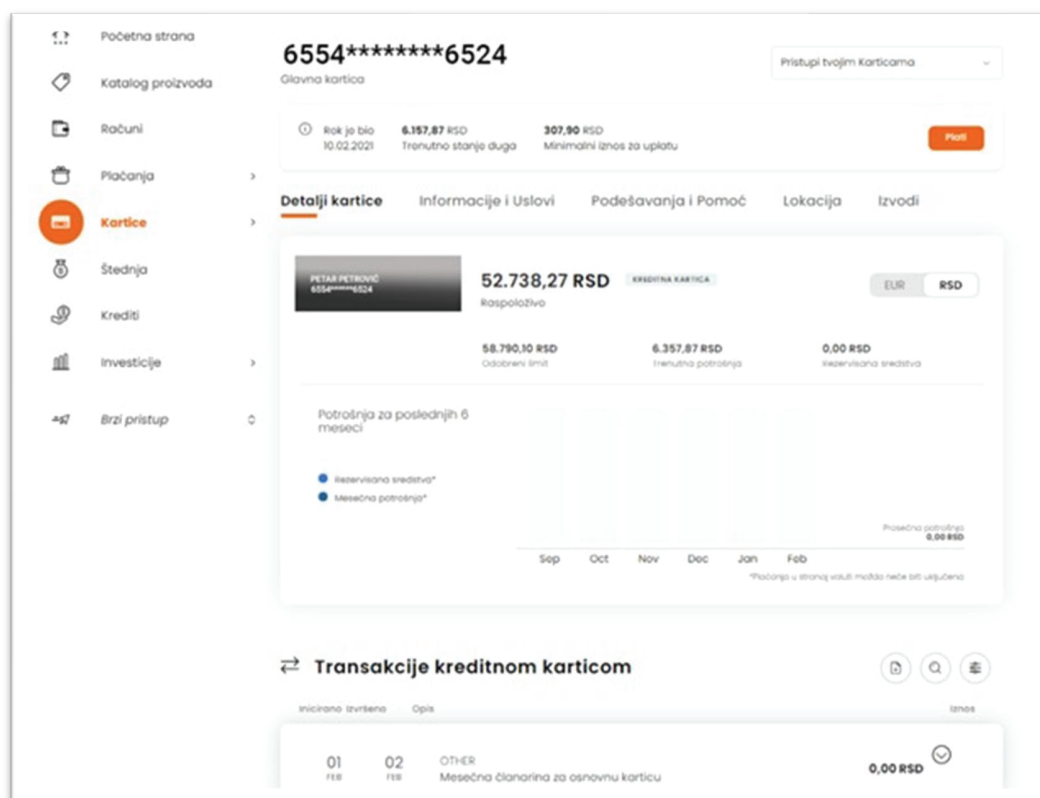 Početna strana
Katalog proizvoda
Računi
Plaćanja
Kartice
Štednja
Krediti
Investicije
Brzi pristup
6554********6524
Glavna kartica
Pristupi tvojim Karticama
Rok je bio
10.02.2021
6.157,87 RSD
Trenutno stanje duga
307,90 RSD
Minimalni iznos za uplatu
Plati
Detalji kartice
Informacije i Uslovi
Podešavanja i Pomoć
Lokacija
Izvodi
PETAR PETROVIĆ
52.738,27 RSD
KREDITNA KARTICA
Raspoloživo
EUR
RSD
58.790,10 RSD
Odobreni limit
6.357,87 RSD
Trenutna potrošnja
0,00 RSD
Rezervisana sredstva
Potrošnja za poslednjih 6
meseci
Rezervisana sredstva*
Mesečna potrošnja*
Prosečna potrošnja
0,00 RSD
Sep Oct Nov Dec Jan Feb
*Plaćanja u stranoj valuti možda neće biti uključena
Transakcije kreditnom karticom
Inicirano Izvršeno Opis Iznos
01
FEB
02
FEB
OTHER
Mesečna članarina za osnovnu karticu
0,00 RSD